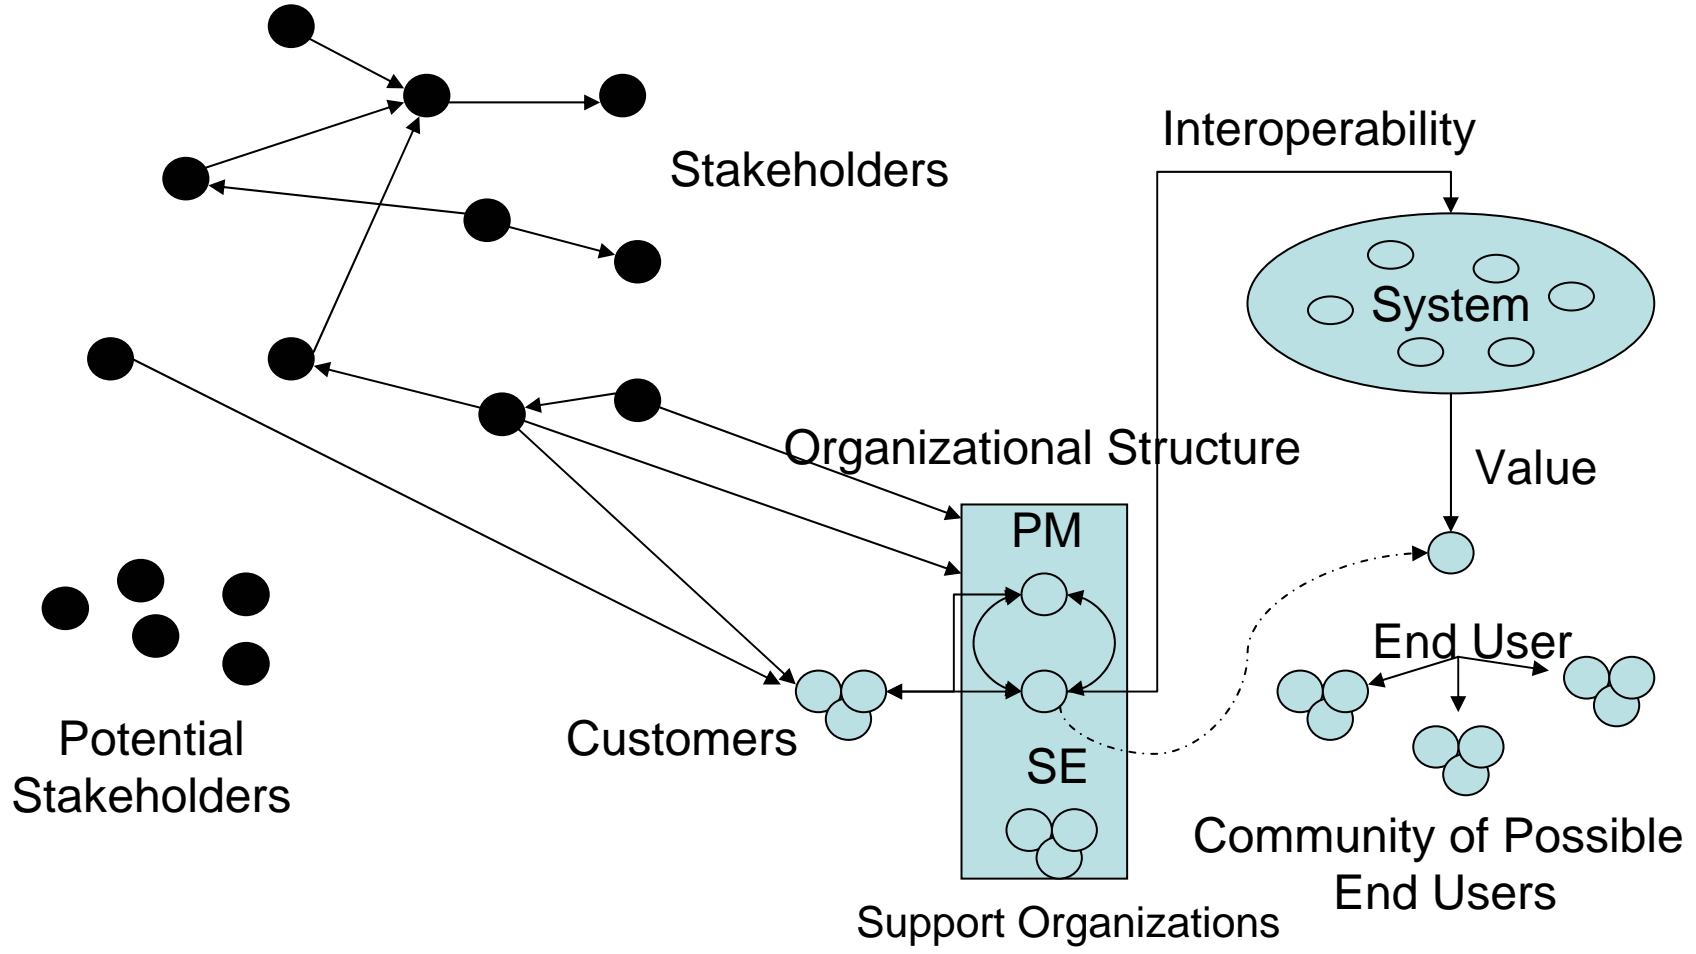 Interoperability
Stakeholders
System
Organizational Structure
Value
PM
End User
Potential
Stakeholders
Customers
SE
Community of Possible
End Users
Support Organizations